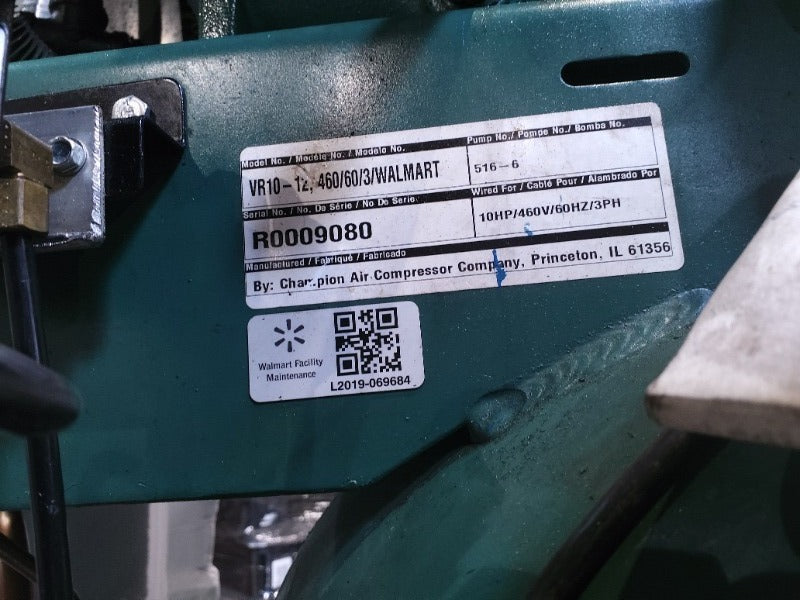 Model No. / Modèle No. / Modelo No.
VR10-12, 460/60/3/WALMART
Pump No./ Pompe No./ Bomba No.
516-6
Serial No. / No. De Série / No De Serie
R0009080
Wired For / Cablé Pour / Alambrado Por
10HP/460V/60HZ/3PH
Manufactured / Fabriqué / Fabricado
By: Champion Air Compressor Company, Princeton, IL 61356
Walmart Facility
Maintenance
L2019-069684